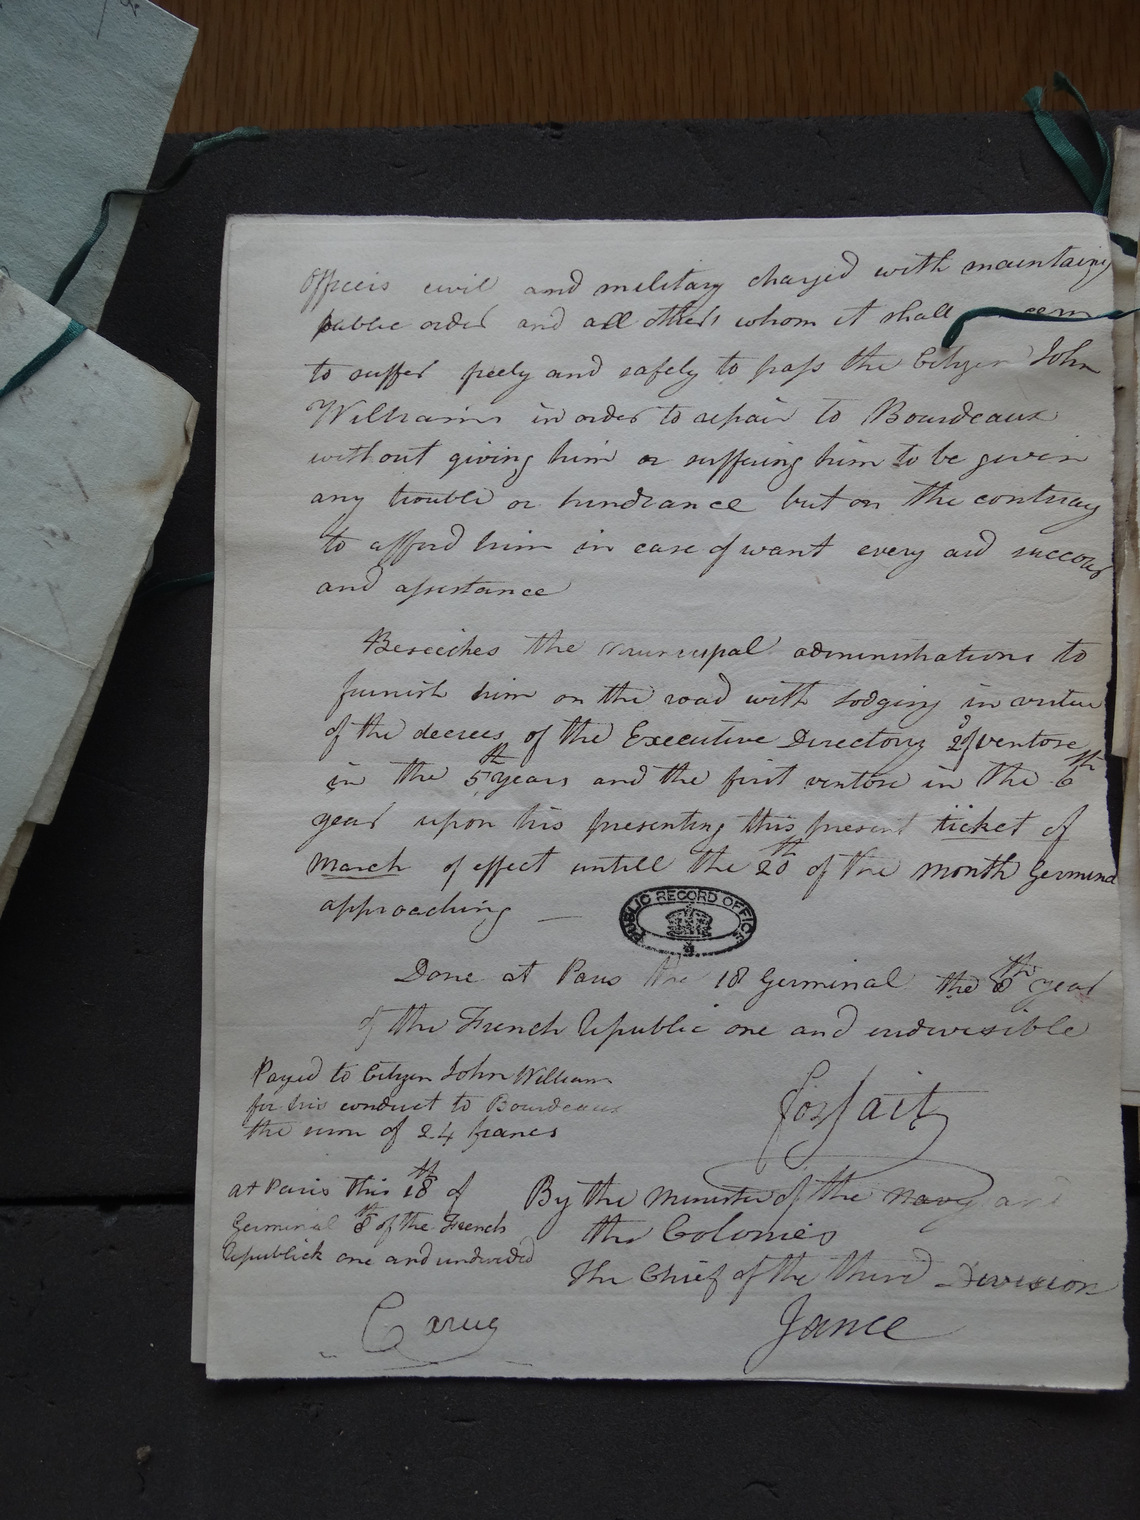 Officers civil and military charged with maintaining
public order and all others whom it shall
to suffer freely and safely to pass the Citizen John
Williams in order to repair to Bourdeaux
without giving him or suffering him to be given
any trouble or hindrance but on the contrary
to afford him in case of want every aid succour
and assistance
Beseeches the municipal administrations to
furnish him on the road with lodging in virtue
of the decrees of the Executive Directory 2d of ventose
in the 5th years and the first ventose in the 6th
year upon his presenting this present ticket of
March of effect untill the 28th of the month Germinal
approaching —
PUBLIC RECORD OFFICE
Done at Paris the 18 Germinal the 8th year
of the French Republic one and indivisible
Payed to Citizen John William
for his conduct to Bourdeaux
the sum of 24 francs
Forfait
at Paris this 18th of
Germinal 8th of the French
Republick one and undivided
By the Minister of the Navy and
the Colonies
The Chief of the third Division
Jance